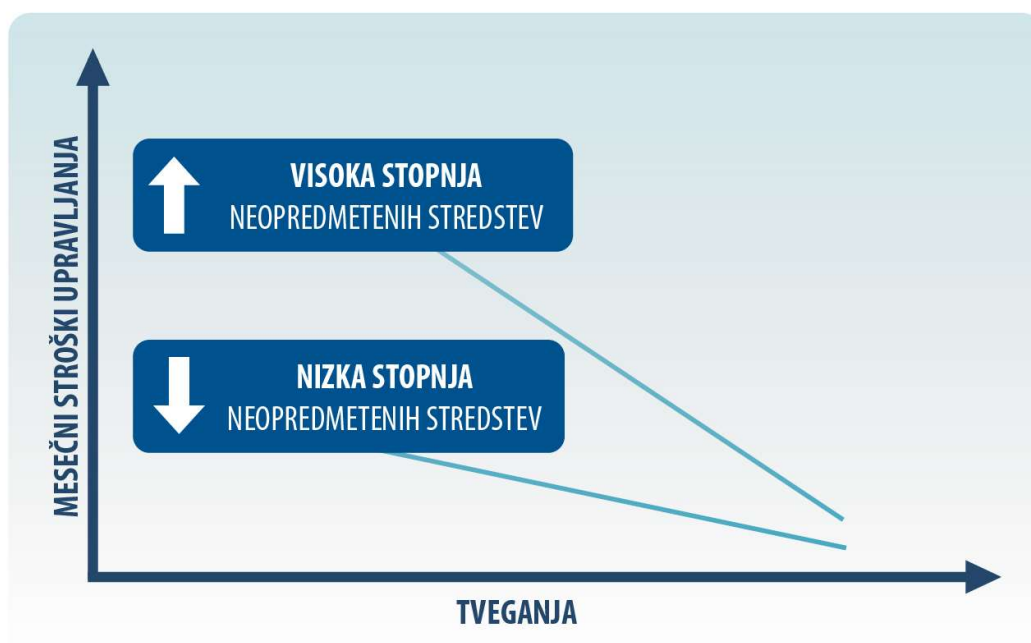 MESEČNI STROŠKI UPRAVLJANJA
VISOKA STOPNJA
NEOPREDMETENIH STREDSTEV
NIZKA STOPNJA
NEOPREDMETENIH STREDSTEV
TVEGANJA